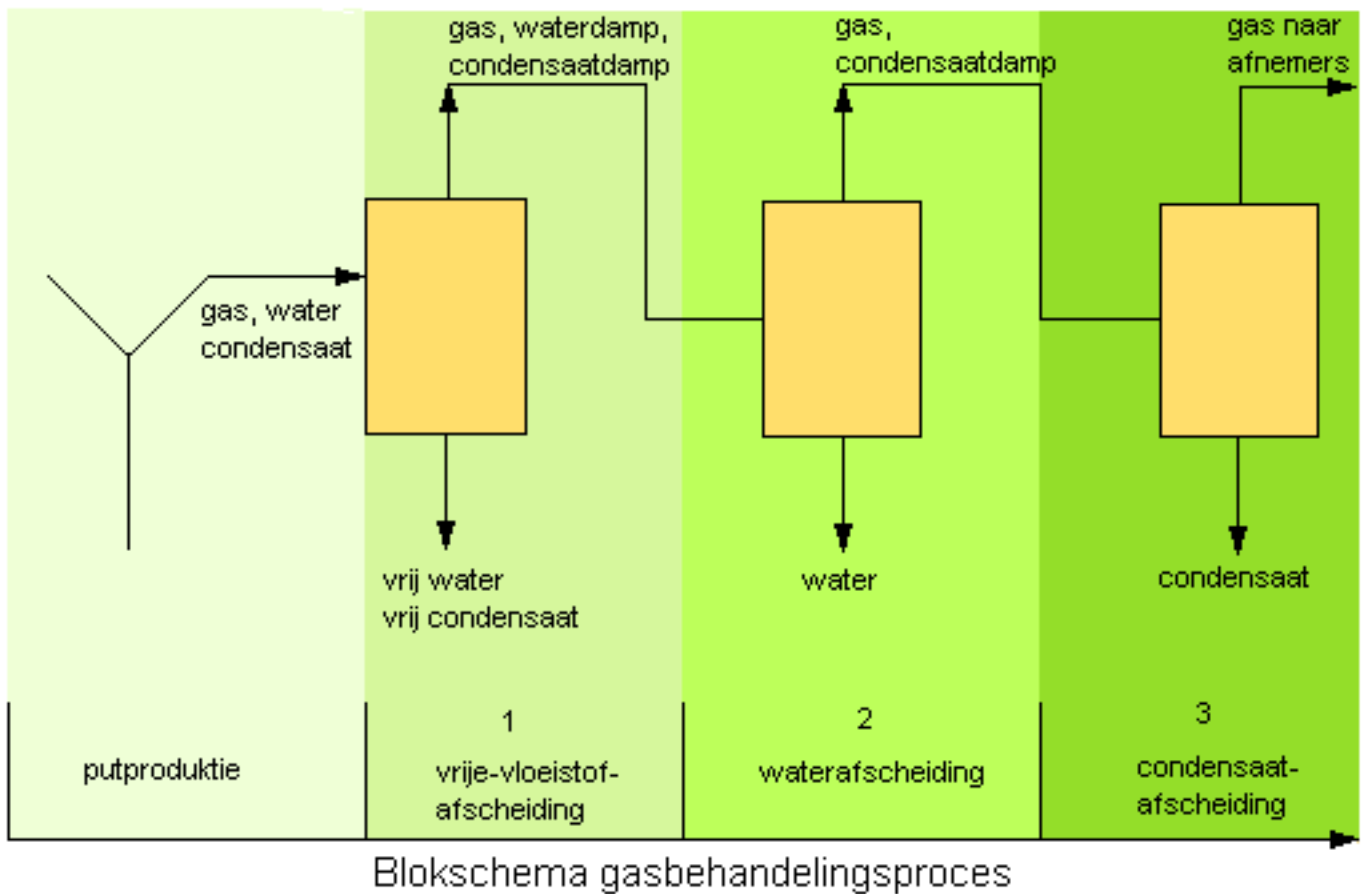 gas, waterdamp,
condensaatdamp
gas,
condensaatdamp
gas naar
afnemers
gas, water
condensaat
vrij water
vrij condensaat
water
condensaat
putproduktie
1
vrije-vloeistof-
afscheiding
2
waterafscheiding
3
condensaat-
afscheiding
Blokschema gasbehandelingsproces